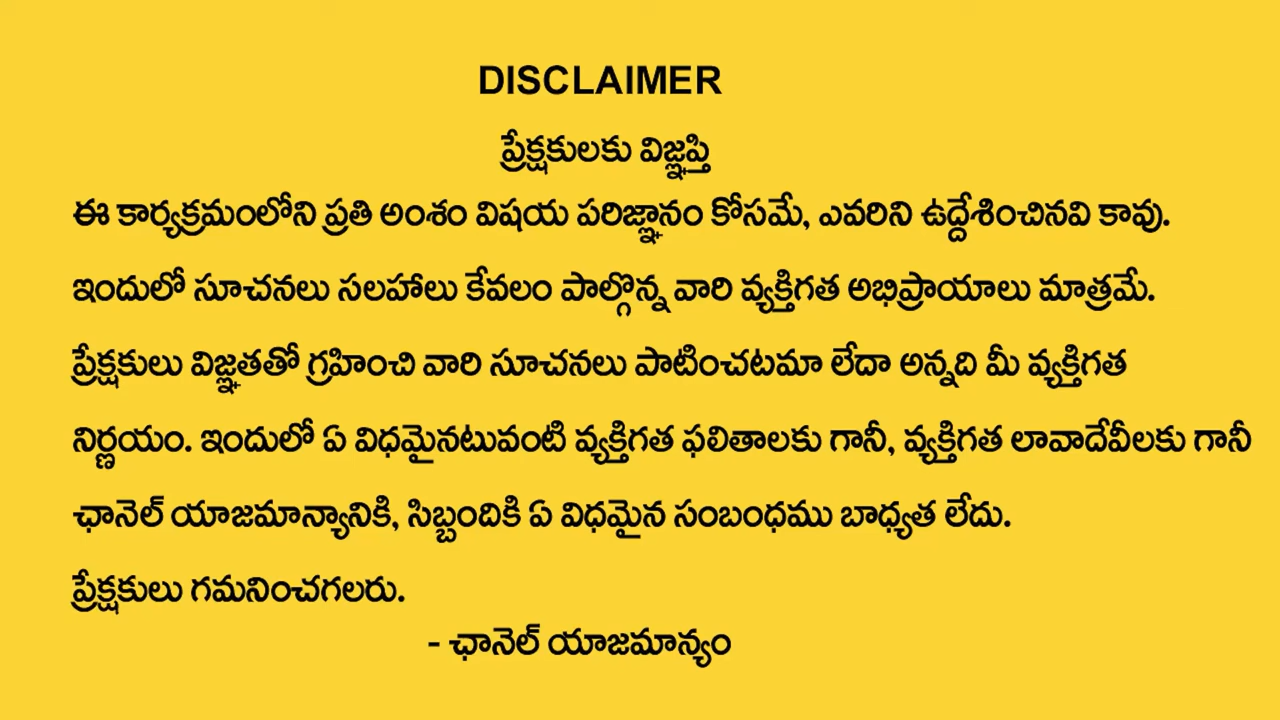 DISCLAIMER
ప్రేక్షకులకు విజ్ఞప్తి
ఈ కార్యక్రమంలోని ప్రతి అంశం విషయ పరిజ్ఞానం కోసమే, ఎవరిని ఉద్దేశించినవి కావు.
ఇందులో సూచనలు సలహాలు కేవలం పాల్గొన్న వారి వ్యక్తిగత అభిప్రాయాలు మాత్రమే.
ప్రేక్షకులు విజ్ఞతతో గ్రహించి వారి సూచనలు పాటించటమా లేదా అన్నది మీ వ్యక్తిగత
నిర్ణయం. ఇందులో ఏ విధమైనటువంటి వ్యక్తిగత ఫలితాలకు గానీ, వ్యక్తిగత లావాదేవీలకు గానీ
ఛానెల్ యాజమాన్యానికి, సిబ్బందికి ఏ విధమైన సంబంధము బాధ్యత లేదు.
ప్రేక్షకులు గమనించగలరు.
- ఛానెల్ యాజమాన్యం